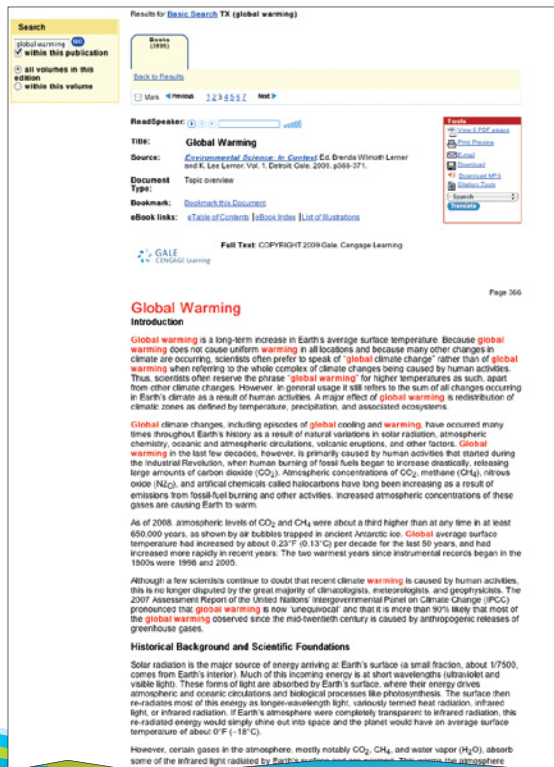 Results for Basic Search TX (global warming)
Search
global warming GO
within this publication
all volumes in this
edition
within this volume
Books
Back to Results
Mark Previous 1 2 3 4 5 6 7 Next
ReadSpeaker:
Title: Global Warming
Source: Environmental Science: In Context. Ed. Brenda Wilmoth Lerner
and K. Lee Lerner. Vol. 1. Detroit: Gale, 2009. p366-371.
Document
Type: Topic overview
Bookmark: Bookmark this Document
eBook links: eTable of Contents | eBook Index | List of Illustrations
Tools
View 6 PDF pages
Print Preview
E-mail
Download
Download MP3
Citation Tools
Translate
GALE
CENGAGE Learning
Full Text: COPYRIGHT 2009 Gale, Cengage Learning
Page 366
Global Warming
Introduction
Global warming is a long-term increase in Earth's average surface temperature. Because global
warming does not cause uniform warming in all locations and because many other changes in
climate are occurring, scientists often prefer to speak of "global climate change" rather than of global
warming when referring to the whole complex of climate changes being caused by human activities.
Thus, scientists often reserve the phrase "global warming" for higher temperatures as such, apart
from other climate changes. However, in general usage it still refers to the sum of all changes occurring
in Earth's climate as a result of human activities. A major effect of global warming is redistribution of
climatic zones as defined by temperature, precipitation, and associated ecosystems.
Global climate changes, including episodes of global cooling and warming, have occurred many
times throughout Earth's history as a result of natural variations in solar radiation, atmospheric
chemistry, oceanic and atmospheric circulations, volcanic eruptions, and other factors. Global
warming in the last few decades, however, is primarily caused by human activities that started during
the Industrial Revolution, when human burning of fossil fuels began to increase drastically, releasing
large amounts of carbon dioxide (CO2). Atmospheric concentrations of CO2, methane (CH4), nitrous
oxide (N2O), and artificial chemicals called halocarbons have long been increasing as a result of
emissions from fossil-fuel burning and other activities. Increased atmospheric concentrations of these
gases are causing Earth to warm.
As of 2008, atmospheric levels of CO2 and CH4 were about a third higher than at any time in at least
650,000 years, as shown by air bubbles trapped in ancient Antarctic ice. Global average surface
temperature had increased by about 0.23°F (0.13°C) per decade for the last 50 years, and had
increased more rapidly in recent years: The two warmest years since instrumental records began in the
1800s were 1998 and 2005.
Although a few scientists continue to doubt that recent climate warming is caused by human activities,
this is no longer disputed by the great majority of climatologists, meteorologists, and geophysicists. The
2007 Assessment Report of the United Nations' Intergovernmental Panel on Climate Change (IPCC)
pronounced that global warming is now "unequivocal" and that it is more than 90% likely that most of
the global warming observed since the mid-twentieth century is caused by anthropogenic releases of
greenhouse gases.
Historical Background and Scientific Foundations
Solar radiation is the major source of energy arriving at Earth's surface (a small fraction, about 1/7500,
comes from Earth's interior). Much of this incoming energy is at short wavelengths (ultraviolet and
visible light). These forms of light are absorbed by Earth's surface, where their energy drives
atmospheric and oceanic circulations and biological processes like photosynthesis. The surface then
re-radiates most of this energy as longer-wavelength light, variously termed heat radiation, infrared
light, or infrared radiation. If Earth's atmosphere were completely transparent to infrared radiation, this
re-radiated energy would simply shine out into space and the planet would have an average surface
temperature of about 0°F (−18°C).
However, certain gases in the atmosphere, mostly notably CO2, CH4, and water vapor (H2O), absorb
some of the infrared light radiated by Earth's surface and are warmed. This warms the atmosphere